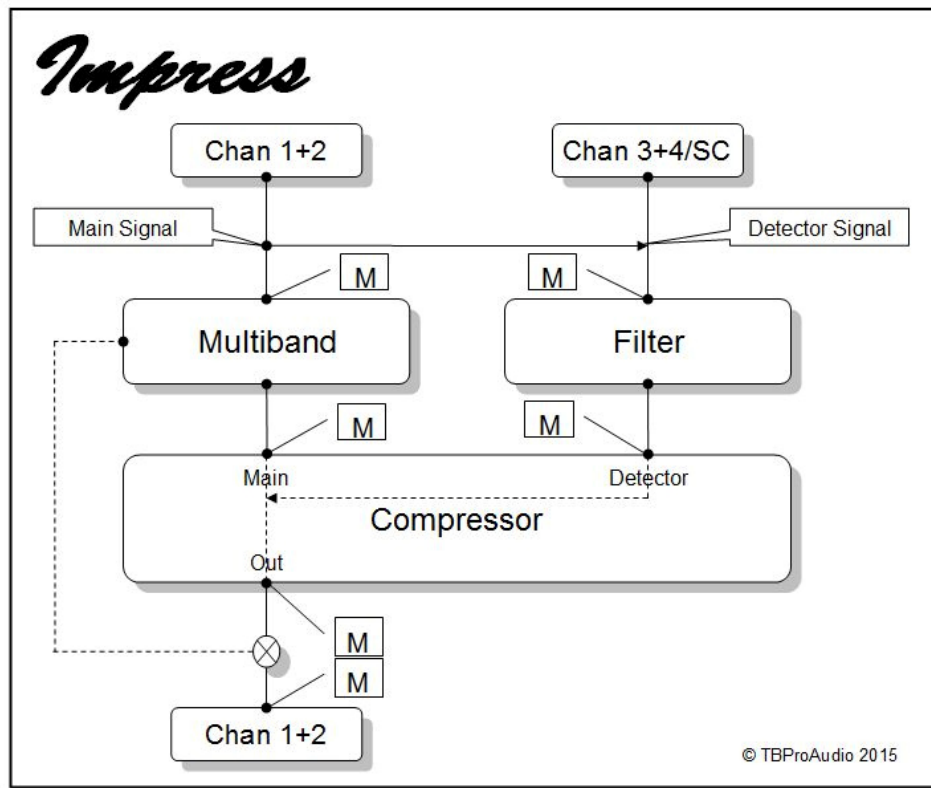 Impress
Chan 1+2
Chan 3+4/SC
Main Signal
Detector Signal
M
M
Multiband
Filter
M
M
Main
Detector
Compressor
Out
M
M
Chan 1+2
© TBProAudio 2015